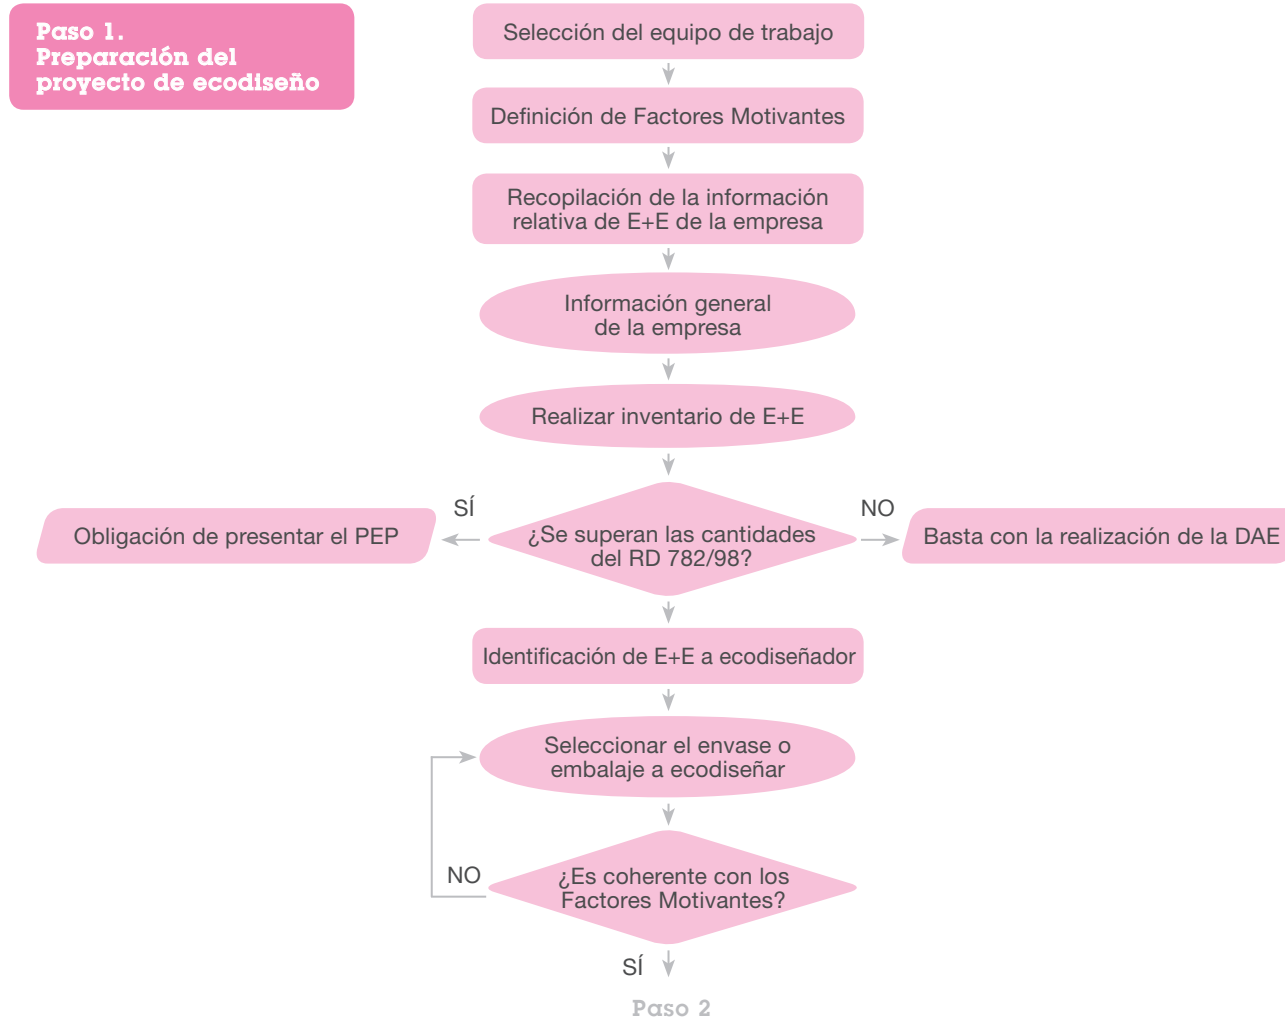 Paso 1.
Preparación del
proyecto de ecodiseño
Selección del equipo de trabajo
Definición de Factores Motivantes
Recopilación de la información
relativa de E+E de la empresa
Información general
de la empresa
Realizar inventario de E+E
SÍ
NO
Obligación de presentar el PEP
¿Se superan las cantidades
del RD 782/98?
Basta con la realización de la DAE
Identificación de E+E a ecodiseñador
Seleccionar el envase o
embalaje a ecodiseñar
NO
¿Es coherente con los
Factores Motivantes?
SÍ
Paso 2